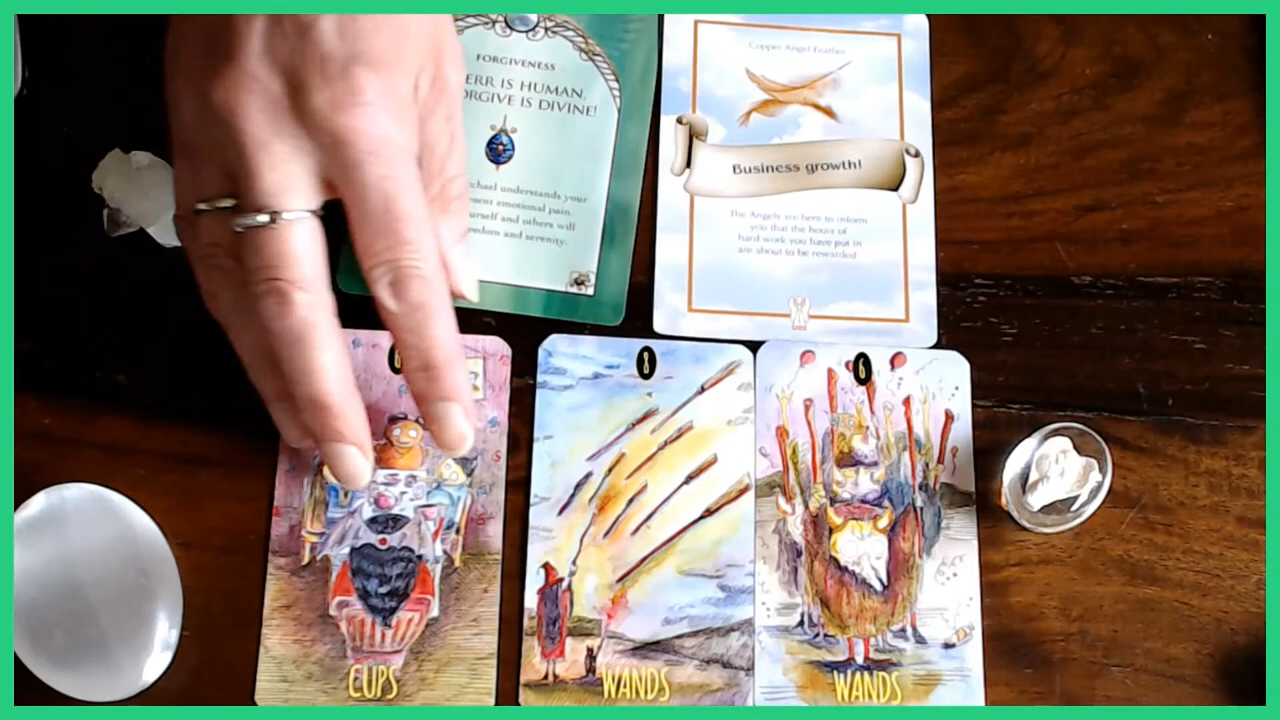 FORGIVENESS
ERR IS HUMAN,
ORGIVE IS DIVINE!
chael understands your
ent emotional pain.
urself and others will
edom and serenity.
Copper Angel Feather
Business growth!
The Angels are here to inform
you that the hours of
hard work you have put in
are about to be rewarded
6
CUPS
8
WANDS
6
WANDS